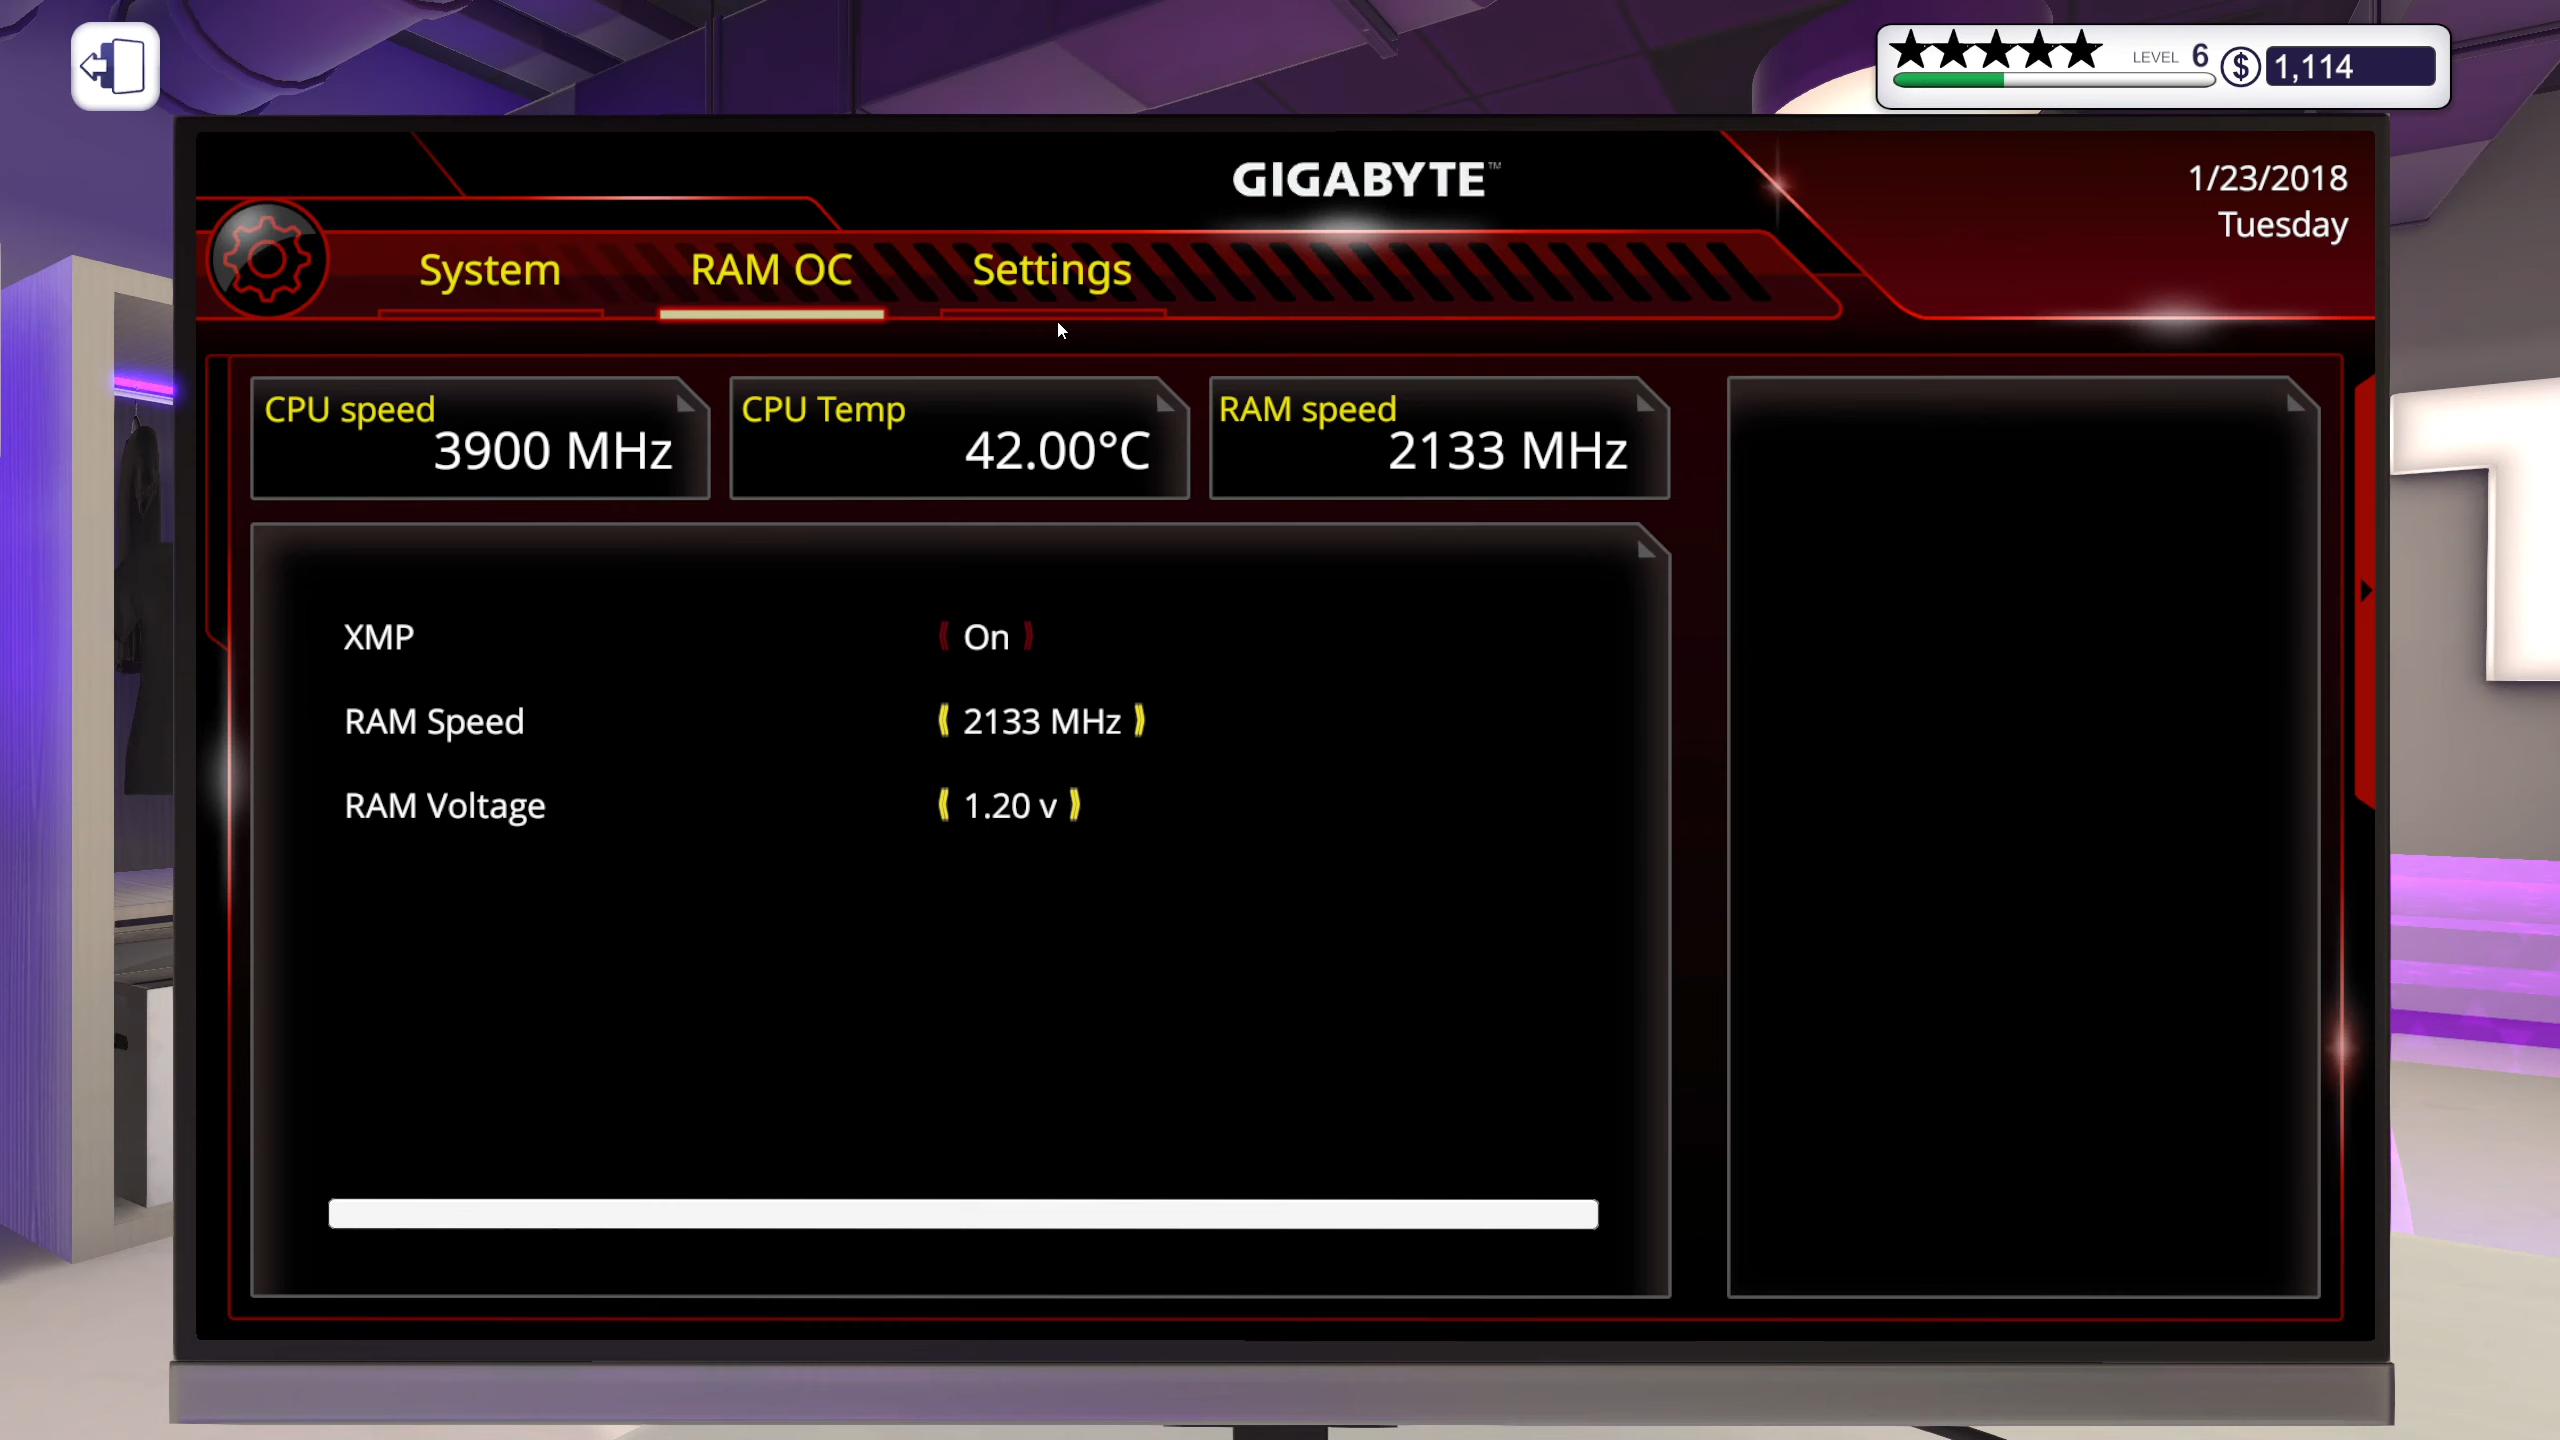 LEVEL 6 $ 1,114
GIGABYTE™
1/23/2018
Tuesday
System RAM OC Settings
CPU speed
3900 MHz
CPU Temp
42.00°C
RAM speed
2133 MHz
XMP On
RAM Speed 2133 MHz
RAM Voltage 1.20 v
T